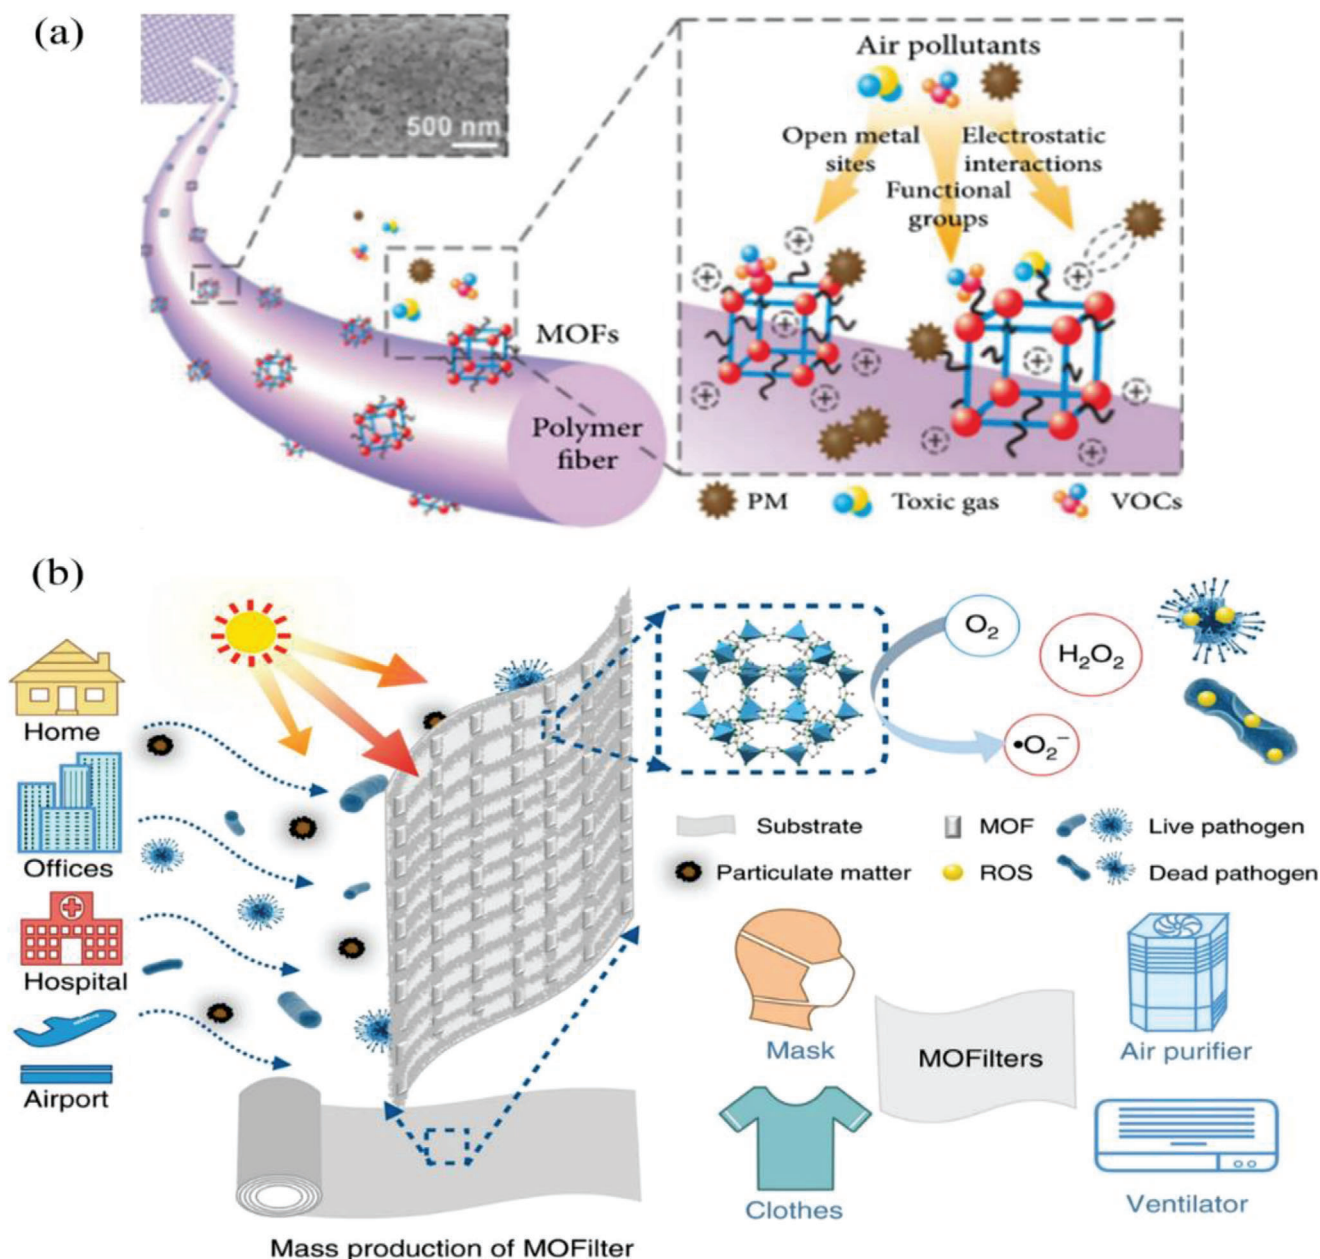 (a)
500 nm
MOFs
Polymer
fiber
Air pollutants
Open metal
sites
Electrostatic
interactions
Functional
groups
PM
Toxic gas
VOCs
(b)
Home
Offices
Hospital
Airport
O₂
H₂O₂
•O₂⁻
Substrate
MOF
Live pathogen
Particulate matter
ROS
Dead pathogen
Mask
MOFilters
Air purifier
Clothes
Ventilator
Mass production of MOFilter